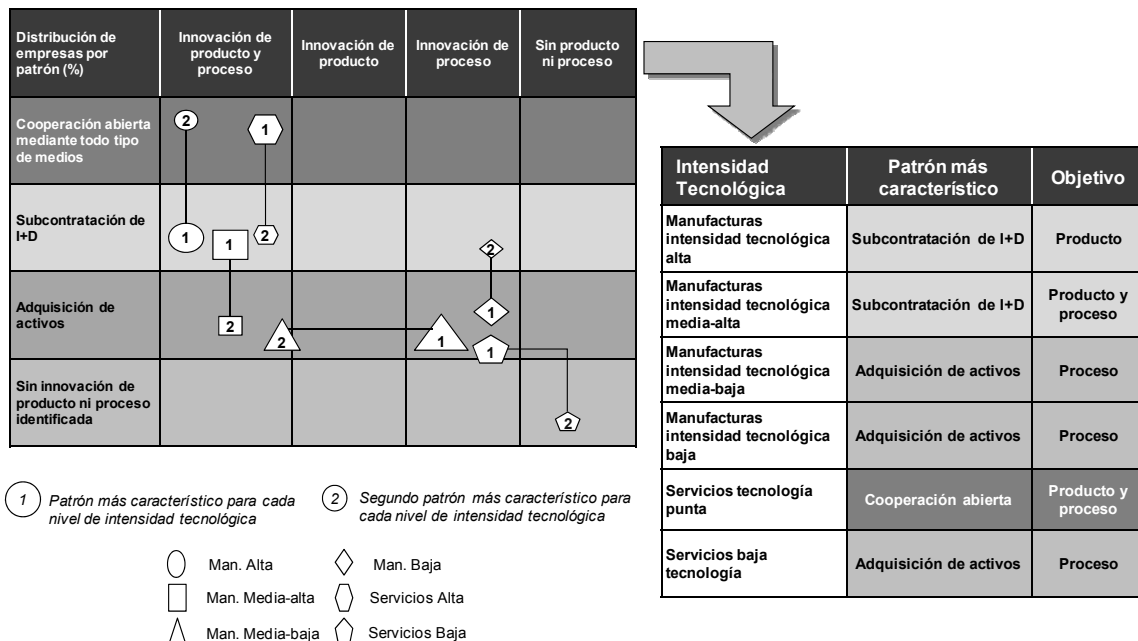 Distribución de
empresas por
patrón (%)
Innovación de
producto y
proceso
Innovación de
producto
Innovación de
proceso
Sin producto
ni proceso
Cooperación abierta
mediante todo tipo
de medios
2
1
Subcontratación de
I+D
1
1
2
2
Adquisición de
activos
2
2
1
1
1
Sin innovación de
producto ni proceso
identificada
2
1
Patrón más característico para cada
nivel de intensidad tecnológica
2
Segundo patrón más característico para
cada nivel de intensidad tecnológica
Man. Alta
Man. Baja
Man. Media-alta
Servicios Alta
Man. Media-baja
Servicios Baja
Intensidad
Tecnológica
Patrón más
característico
Objetivo
Manufacturas
intensidad tecnológica
alta
Subcontratación de I+D
Producto
Manufacturas
intensidad tecnológica
media-alta
Subcontratación de I+D
Producto y
proceso
Manufacturas
intensidad tecnológica
media-baja
Adquisición de activos
Proceso
Manufacturas
intensidad tecnológica
baja
Adquisición de activos
Proceso
Servicios tecnología
punta
Cooperación abierta
Producto y
proceso
Servicios baja
tecnología
Adquisición de activos
Proceso